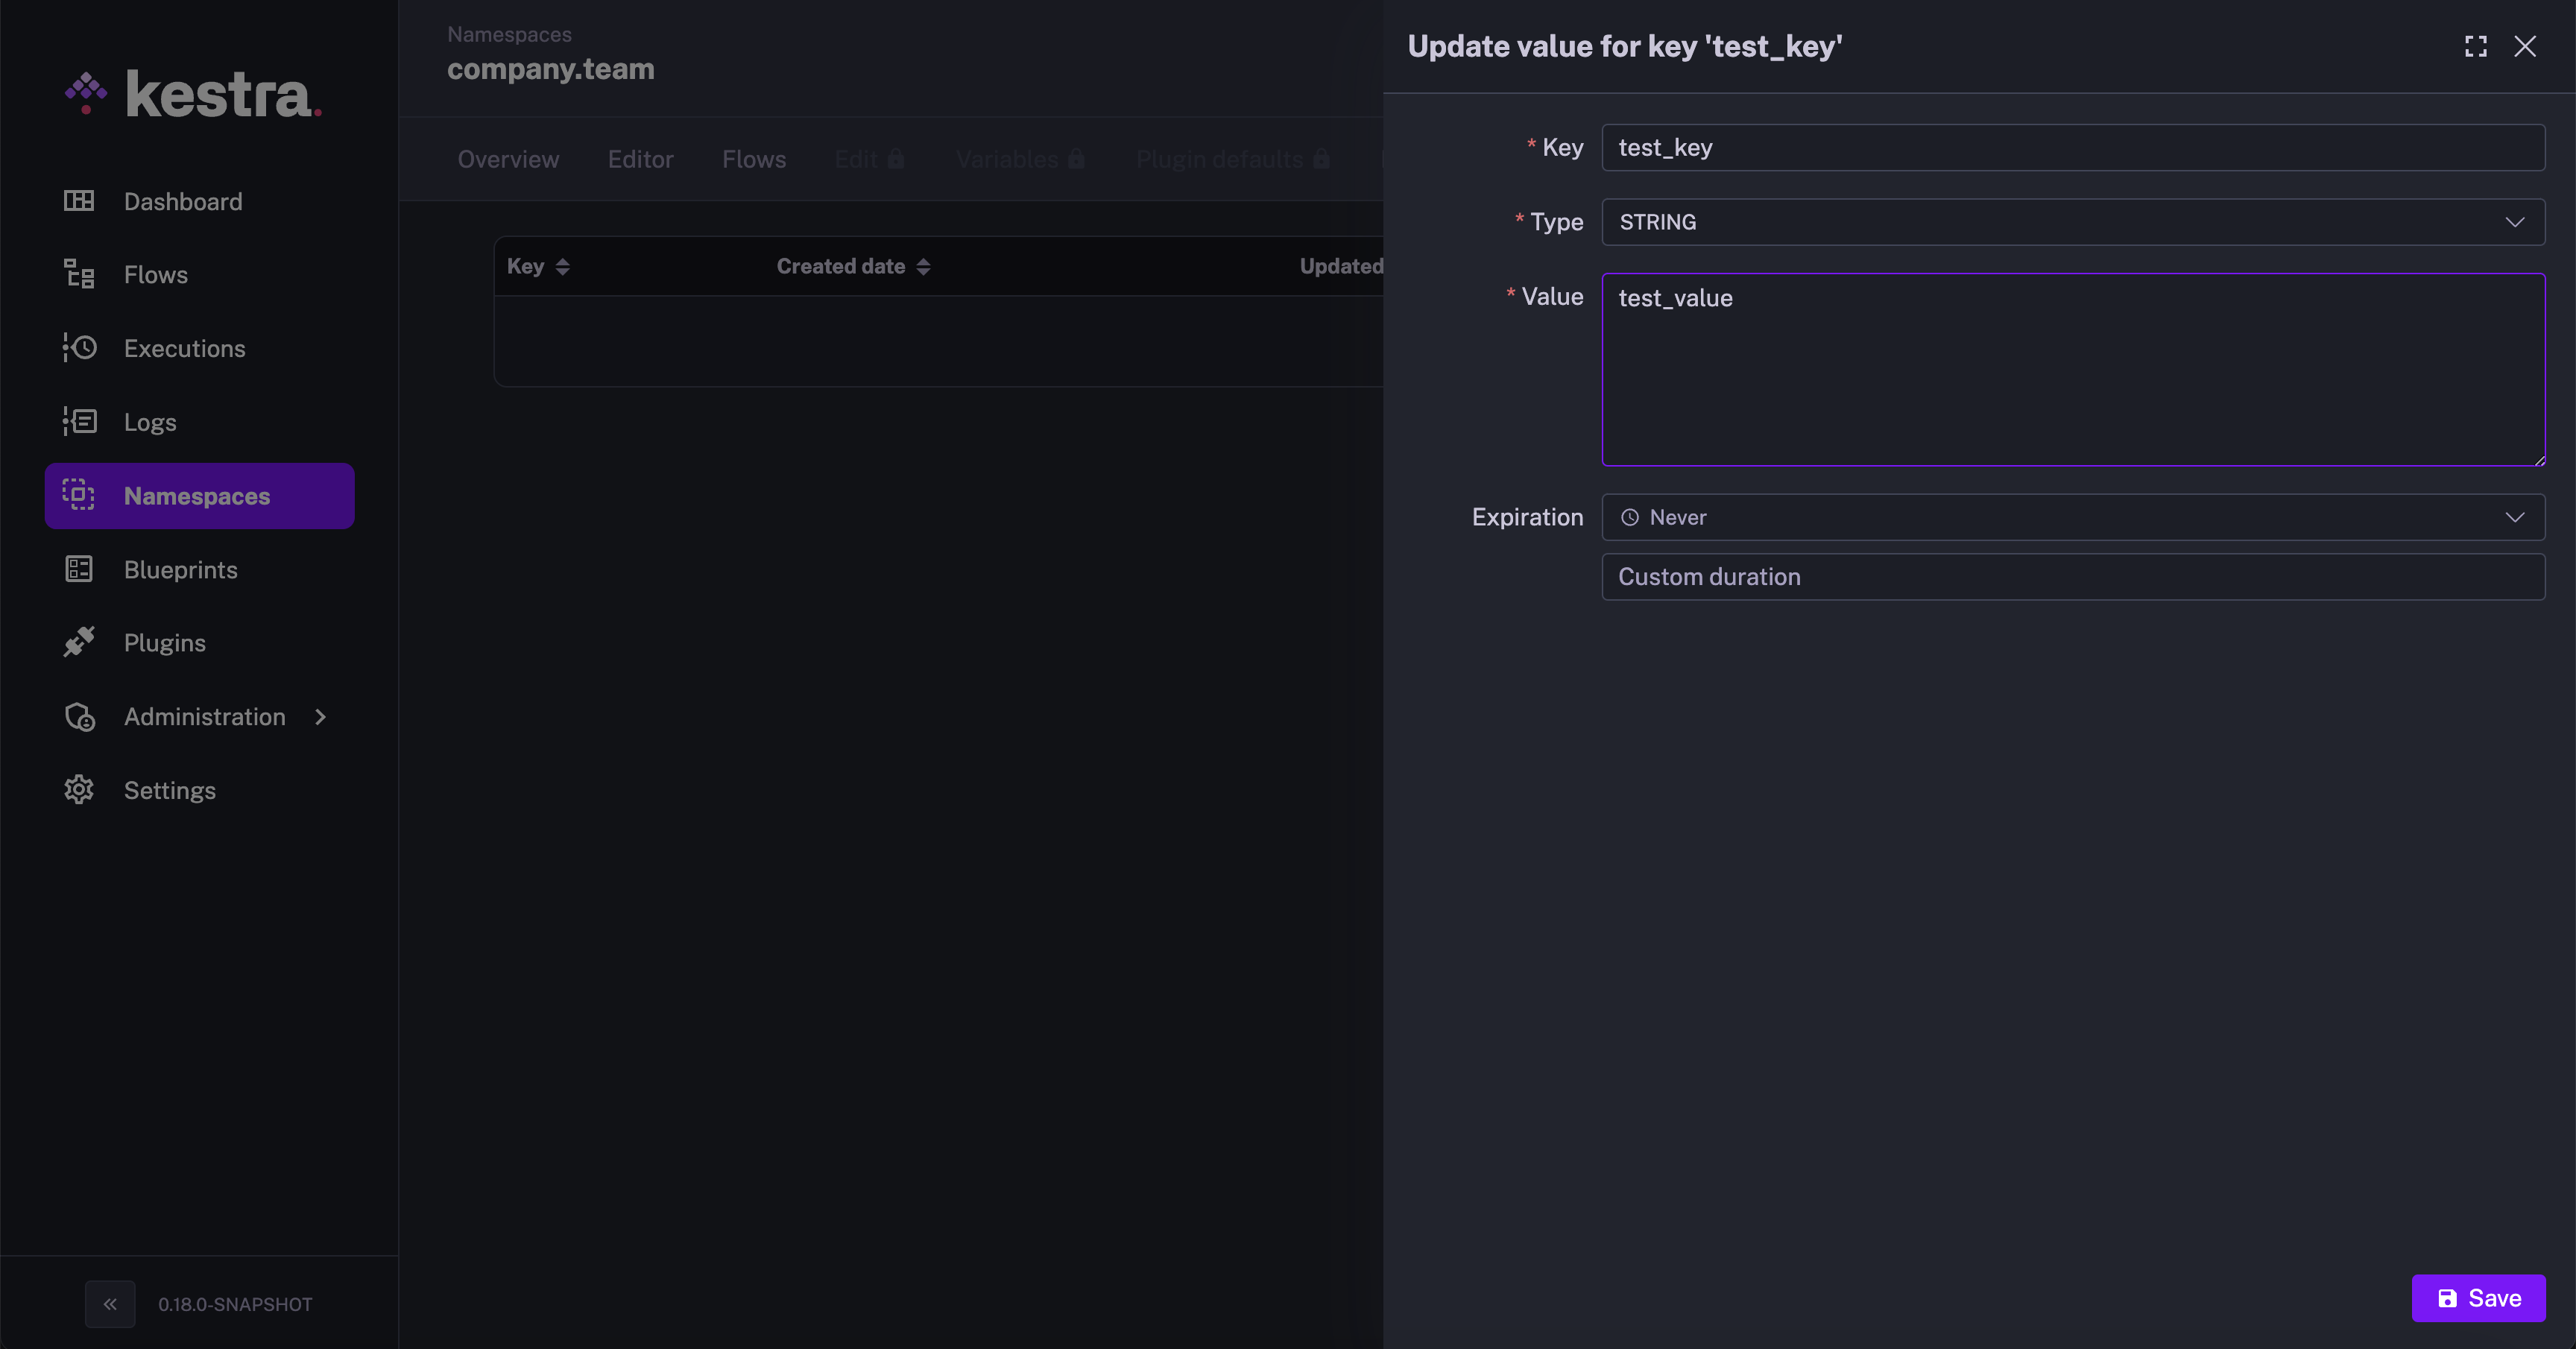 kestra.
Dashboard
Flows
Executions
Logs
Namespaces
Blueprints
Plugins
Administration
Settings
0.18.0-SNAPSHOT
Namespaces
company.team
Overview Editor Flows Edit Variables Plugin defaults
Key Created date Updated
Update value for key 'test_key'
* Key test_key
* Type STRING
* Value test_value
Expiration Never
Custom duration
Save